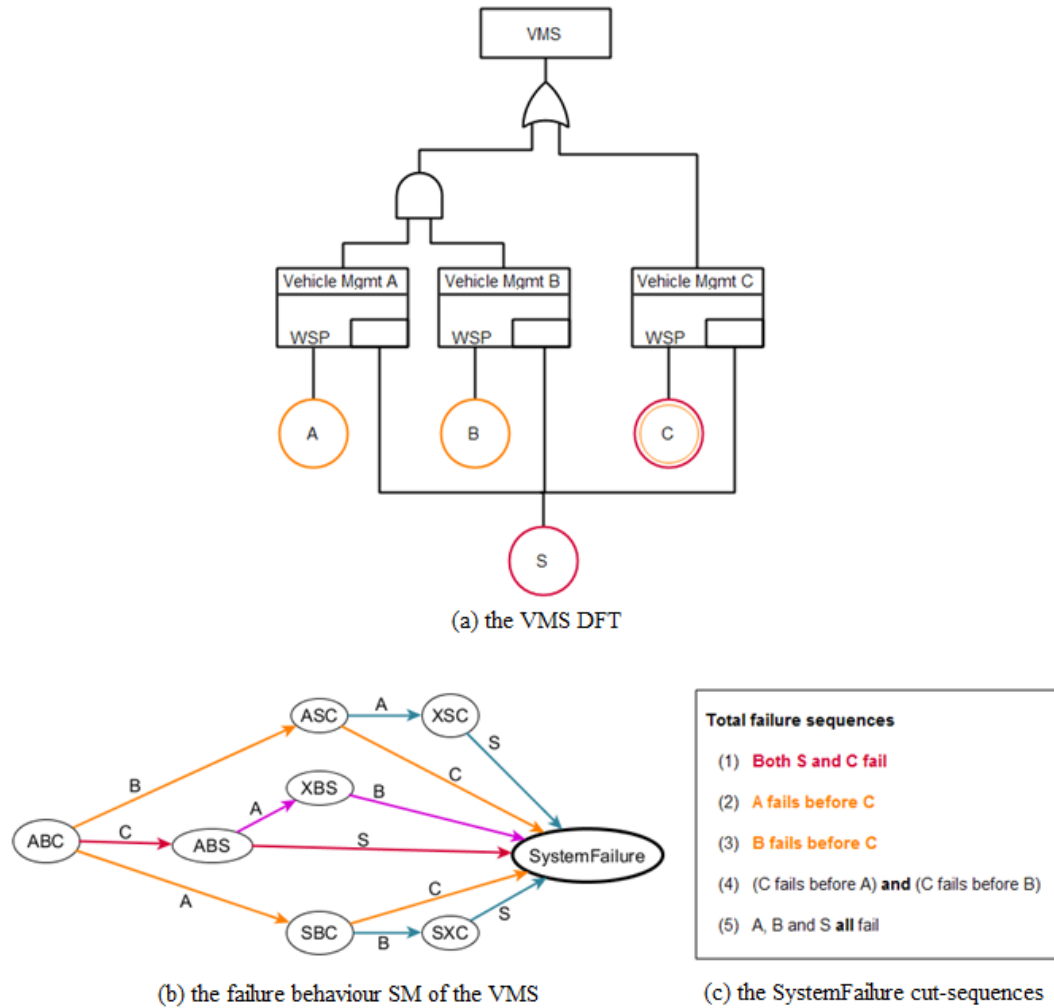 VMS
Vehicle Mgmt A
Vehicle Mgmt B
Vehicle Mgmt C
WSP
WSP
WSP
A
B
C
S
(a) the VMS DFT
ASC
A
XSC
S
B
C
XBS
B
A
ABC
C
ABS
S
SystemFailure
A
C
S
SBC
B
SXC
(b) the failure behaviour SM of the VMS
Total failure sequences
(1) Both S and C fail
(2) A fails before C
(3) B fails before C
(4) (C fails before A) and (C fails before B)
(5) A, B and S all fail
(c) the SystemFailure cut-sequences